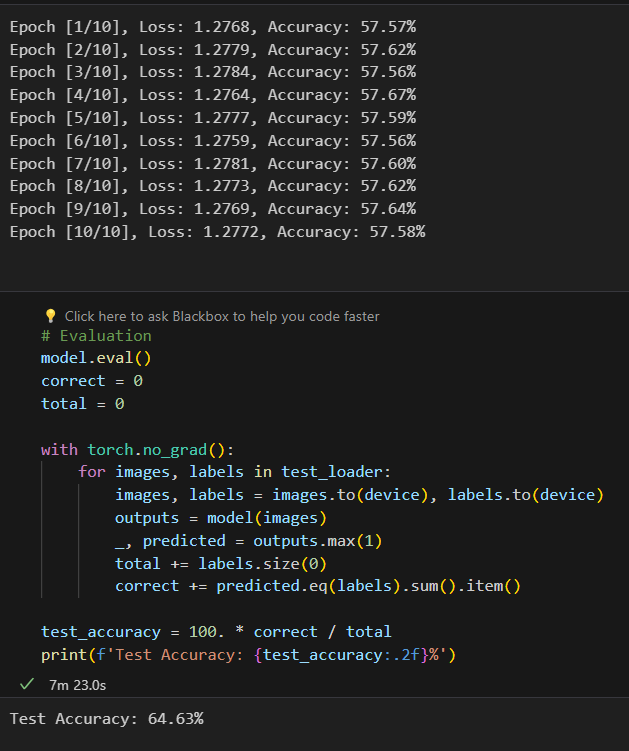 Epoch [1/10], Loss: 1.2768, Accuracy: 57.57%
Epoch [2/10], Loss: 1.2779, Accuracy: 57.62%
Epoch [3/10], Loss: 1.2784, Accuracy: 57.56%
Epoch [4/10], Loss: 1.2764, Accuracy: 57.67%
Epoch [5/10], Loss: 1.2777, Accuracy: 57.59%
Epoch [6/10], Loss: 1.2759, Accuracy: 57.56%
Epoch [7/10], Loss: 1.2781, Accuracy: 57.60%
Epoch [8/10], Loss: 1.2773, Accuracy: 57.62%
Epoch [9/10], Loss: 1.2769, Accuracy: 57.64%
Epoch [10/10], Loss: 1.2772, Accuracy: 57.58%
Click here to ask Blackbox to help you code faster
# Evaluation
model.eval()
correct = 0
total = 0
with torch.no_grad():
    for images, labels in test_loader:
        images, labels = images.to(device), labels.to(device)
        outputs = model(images)
        _, predicted = outputs.max(1)
        total += labels.size(0)
        correct += predicted.eq(labels).sum().item()
test_accuracy = 100. * correct / total
print(f'Test Accuracy: {test_accuracy:.2f}%')
7m 23.0s
Test Accuracy: 64.63%